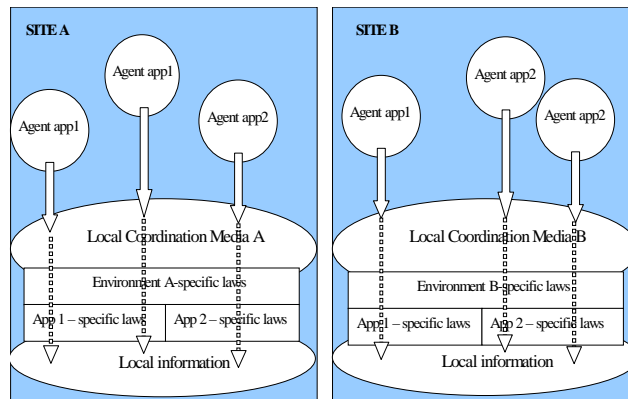 SITE A
Agent app1
Agent app1
Agent app2
Local Coordination Media A
Environment A-specific laws
App 1 – specific laws
App 2 – specific laws
Local information
SITE B
Agent app1
Agent app2
Agent app2
Local Coordination Media B
Environment B-specific laws
App 1 – specific laws
App 2 – specific laws
Local information